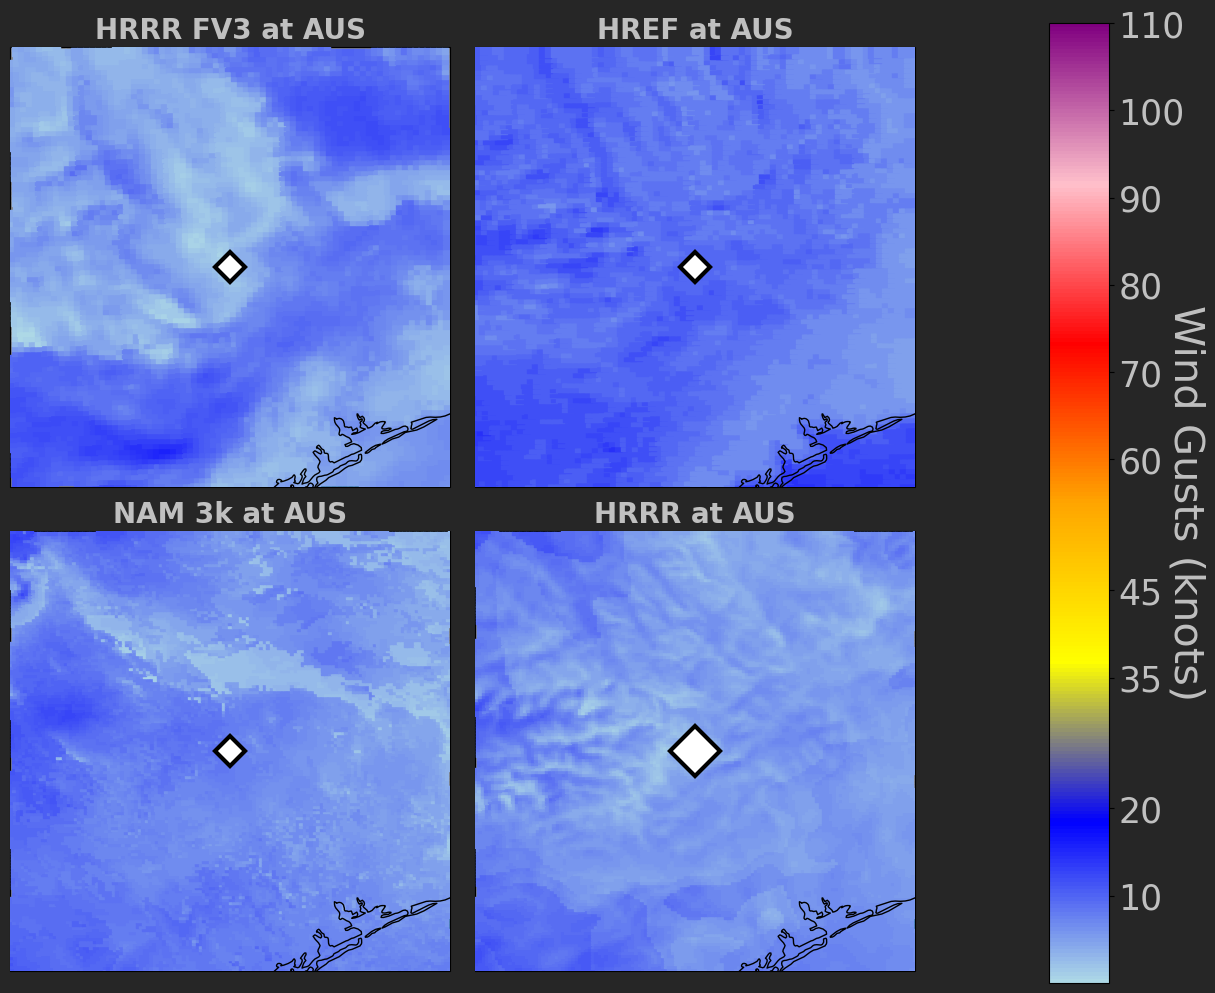 HRRR FV3 at AUS
HREF at AUS
NAM 3k at AUS
HRRR at AUS
110
100
90
80
70
60
45
35
20
10
Wind Gusts (knots)